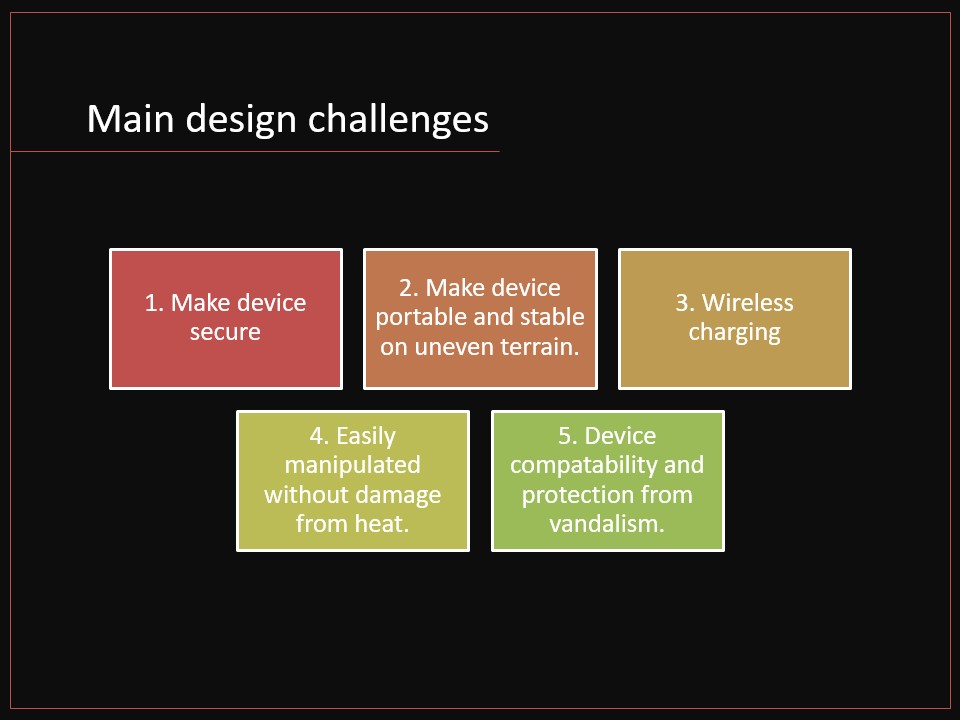 Main design challenges
1. Make device
secure
2. Make device
portable and stable
on uneven terrain.
3. Wireless
charging
4. Easily
manipulated
without damage
from heat.
5. Device
compatability and
protection from
vandalism.